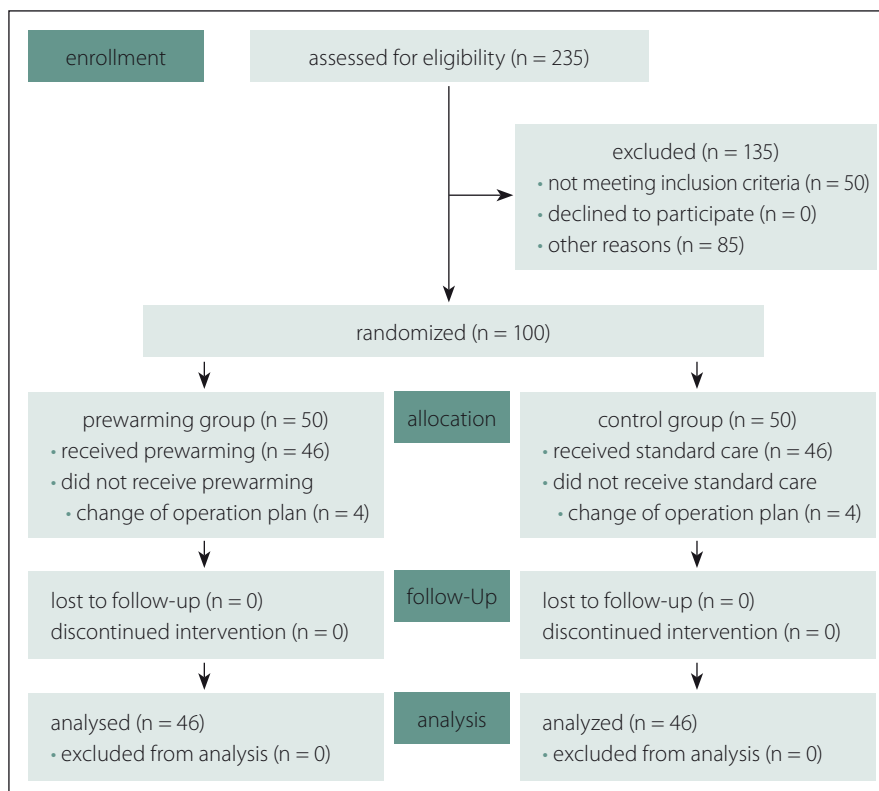 enrollment
assessed for eligibility (n = 235)
excluded (n = 135)
• not meeting inclusion criteria (n = 50)
• declined to participate (n = 0)
• other reasons (n = 85)
randomized (n = 100)
prewarming group (n = 50)
• received prewarming (n = 46)
• did not receive prewarming
• change of operation plan (n = 4)
allocation
control group (n = 50)
• received standard care (n = 46)
• did not receive standard care
• change of operation plan (n = 4)
lost to follow-up (n = 0)
discontinued intervention (n = 0)
follow-Up
lost to follow-up (n = 0)
discontinued intervention (n = 0)
analysed (n = 46)
• excluded from analysis (n = 0)
analysis
analyzed (n = 46)
• excluded from analysis (n = 0)